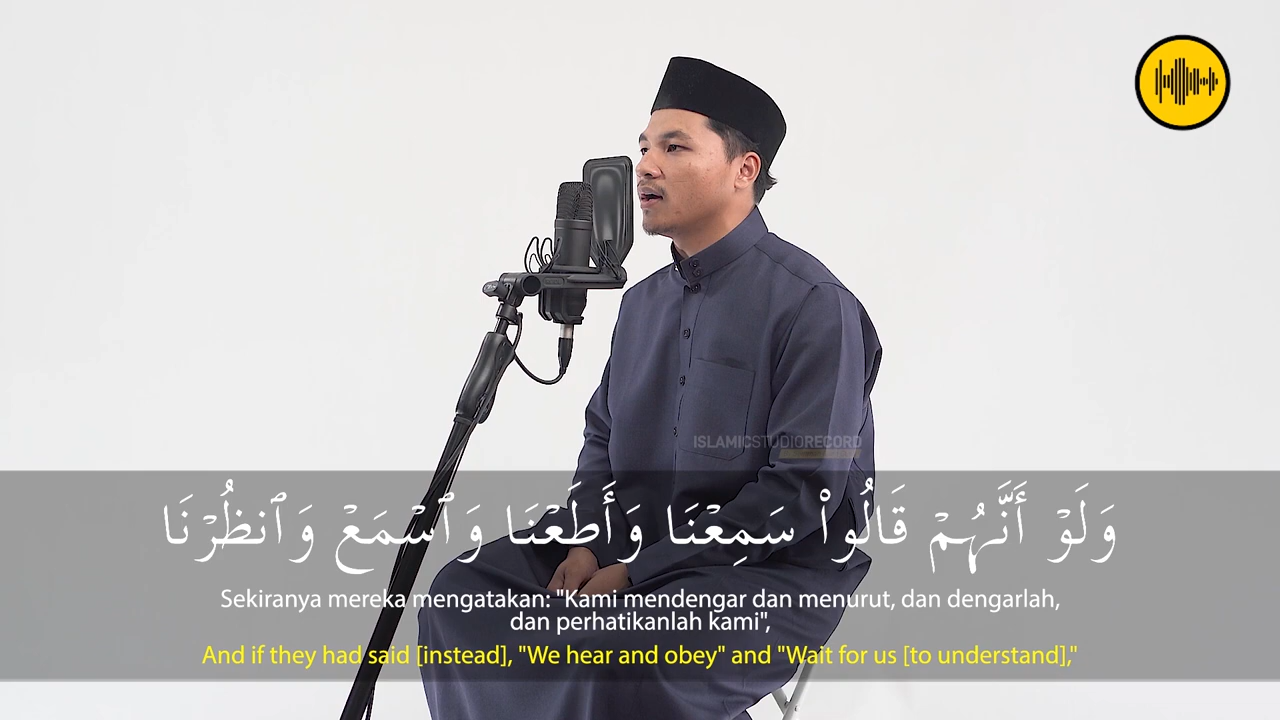 ISLAMICSTUDIORECORD
وَلَوْ أَنَّهُمْ قَالُوا۟ سَمِعْنَا وَأَطَعْنَا وَٱسْمَعْ وَٱنظُرْنَا
Sekiranya mereka mengatakan: "Kami mendengar dan menurut, dan dengarlah,
dan perhatikanlah kami",
And if they had said [instead], "We hear and obey" and "Wait for us [to understand],"